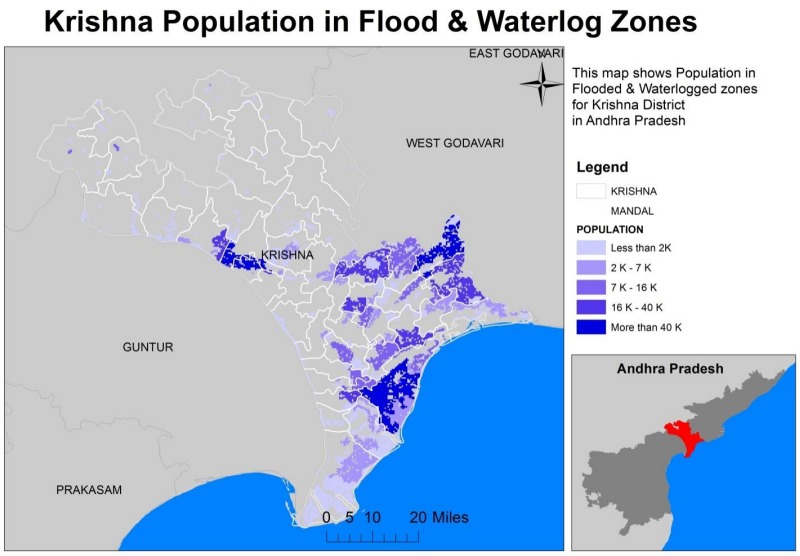 Krishna Population in Flood & Waterlog Zones
EAST GODAVARI
This map shows Population in
Flooded & Waterlogged zones
for Krishna District
in Andhra Pradesh
WEST GODAVARI
Legend
KRISHNA
MANDAL
POPULATION
Less than 2K
2 K - 7 K
7 K - 16 K
16 K - 40 K
More than 40 K
KRISHNA
GUNTUR
PRAKASAM
0 5 10 20 Miles
Andhra Pradesh